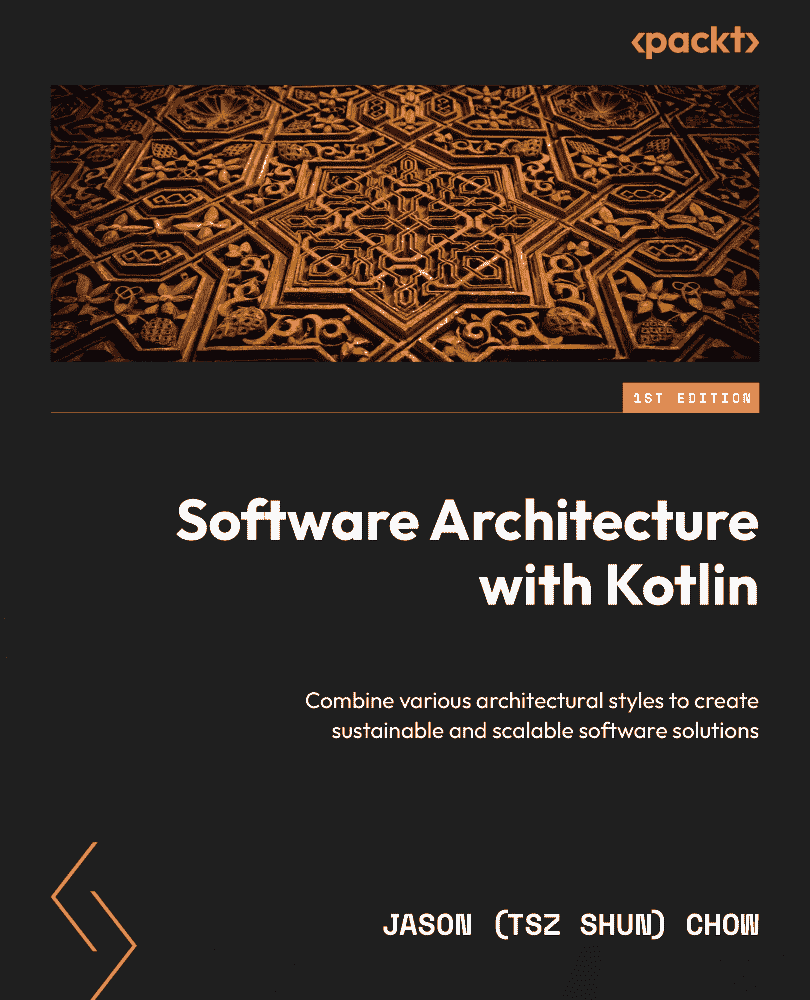 <packt>
1ST EDITION
Software Architecture
with Kotlin
Combine various architectural styles to create
sustainable and scalable software solutions
JASON (TSZ SHUN) CHOW